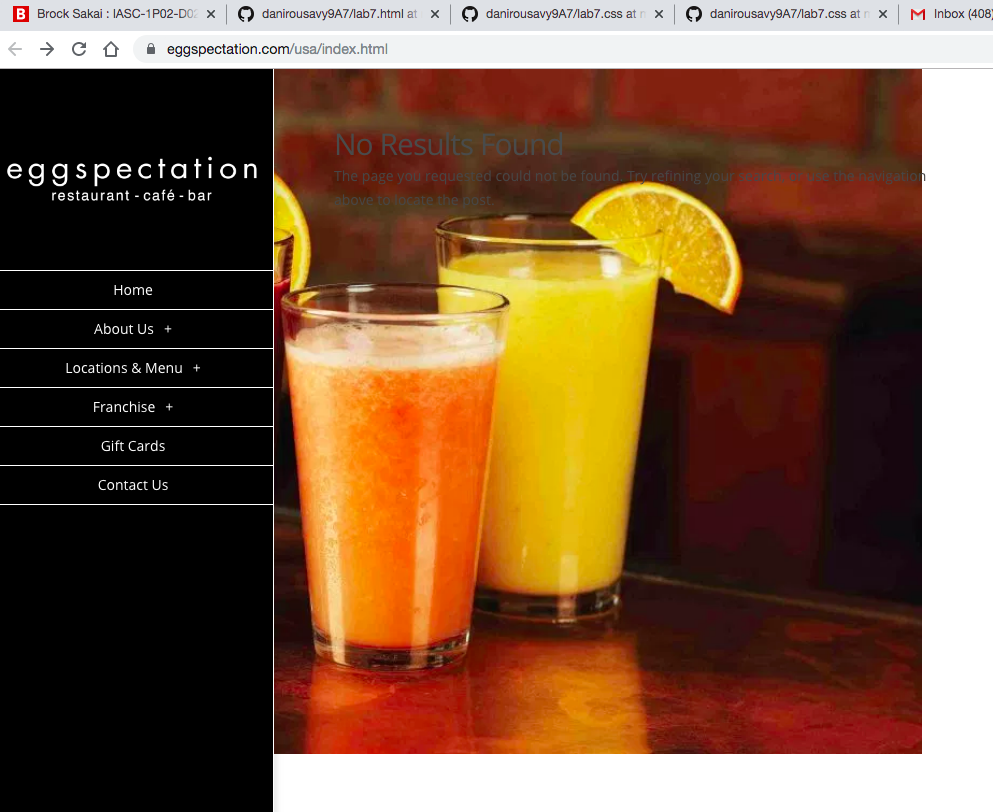 Brock Sakai : IASC-1P02-D02
danirousavy9A7/lab7.html at
danirousavy9A7/lab7.css at
danirousavy9A7/lab7.css at
Inbox (408)
eggspectation.com/usa/index.html
eggspectation
restaurant - café - bar
Home
About Us +
Locations & Menu +
Franchise +
Gift Cards
Contact Us
No Results Found
The page you requested could not be found. Try refining your search, or use the navigation
above to locate the post.